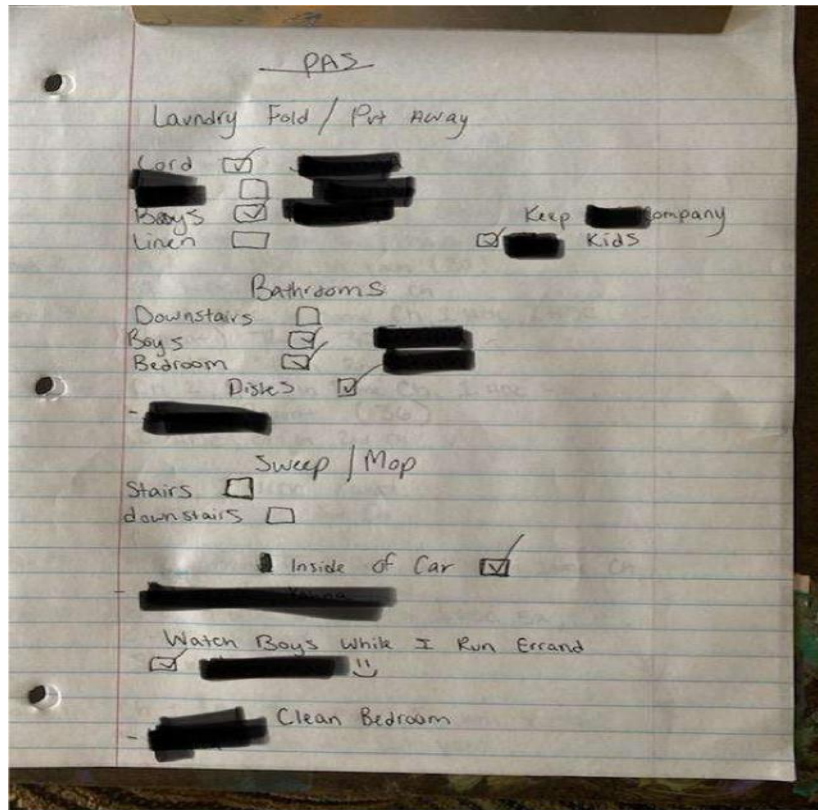 PAS
Laundry Fold / Put Away
Lord
Boys
Keep Company
Linen
Kids
Bathrooms
Downstairs
Boys
Bedroom
Dishes
Sweep / Mop
Stairs
downstairs
Inside of Car
Watch Boys While I Run Errand
Clean Bedroom